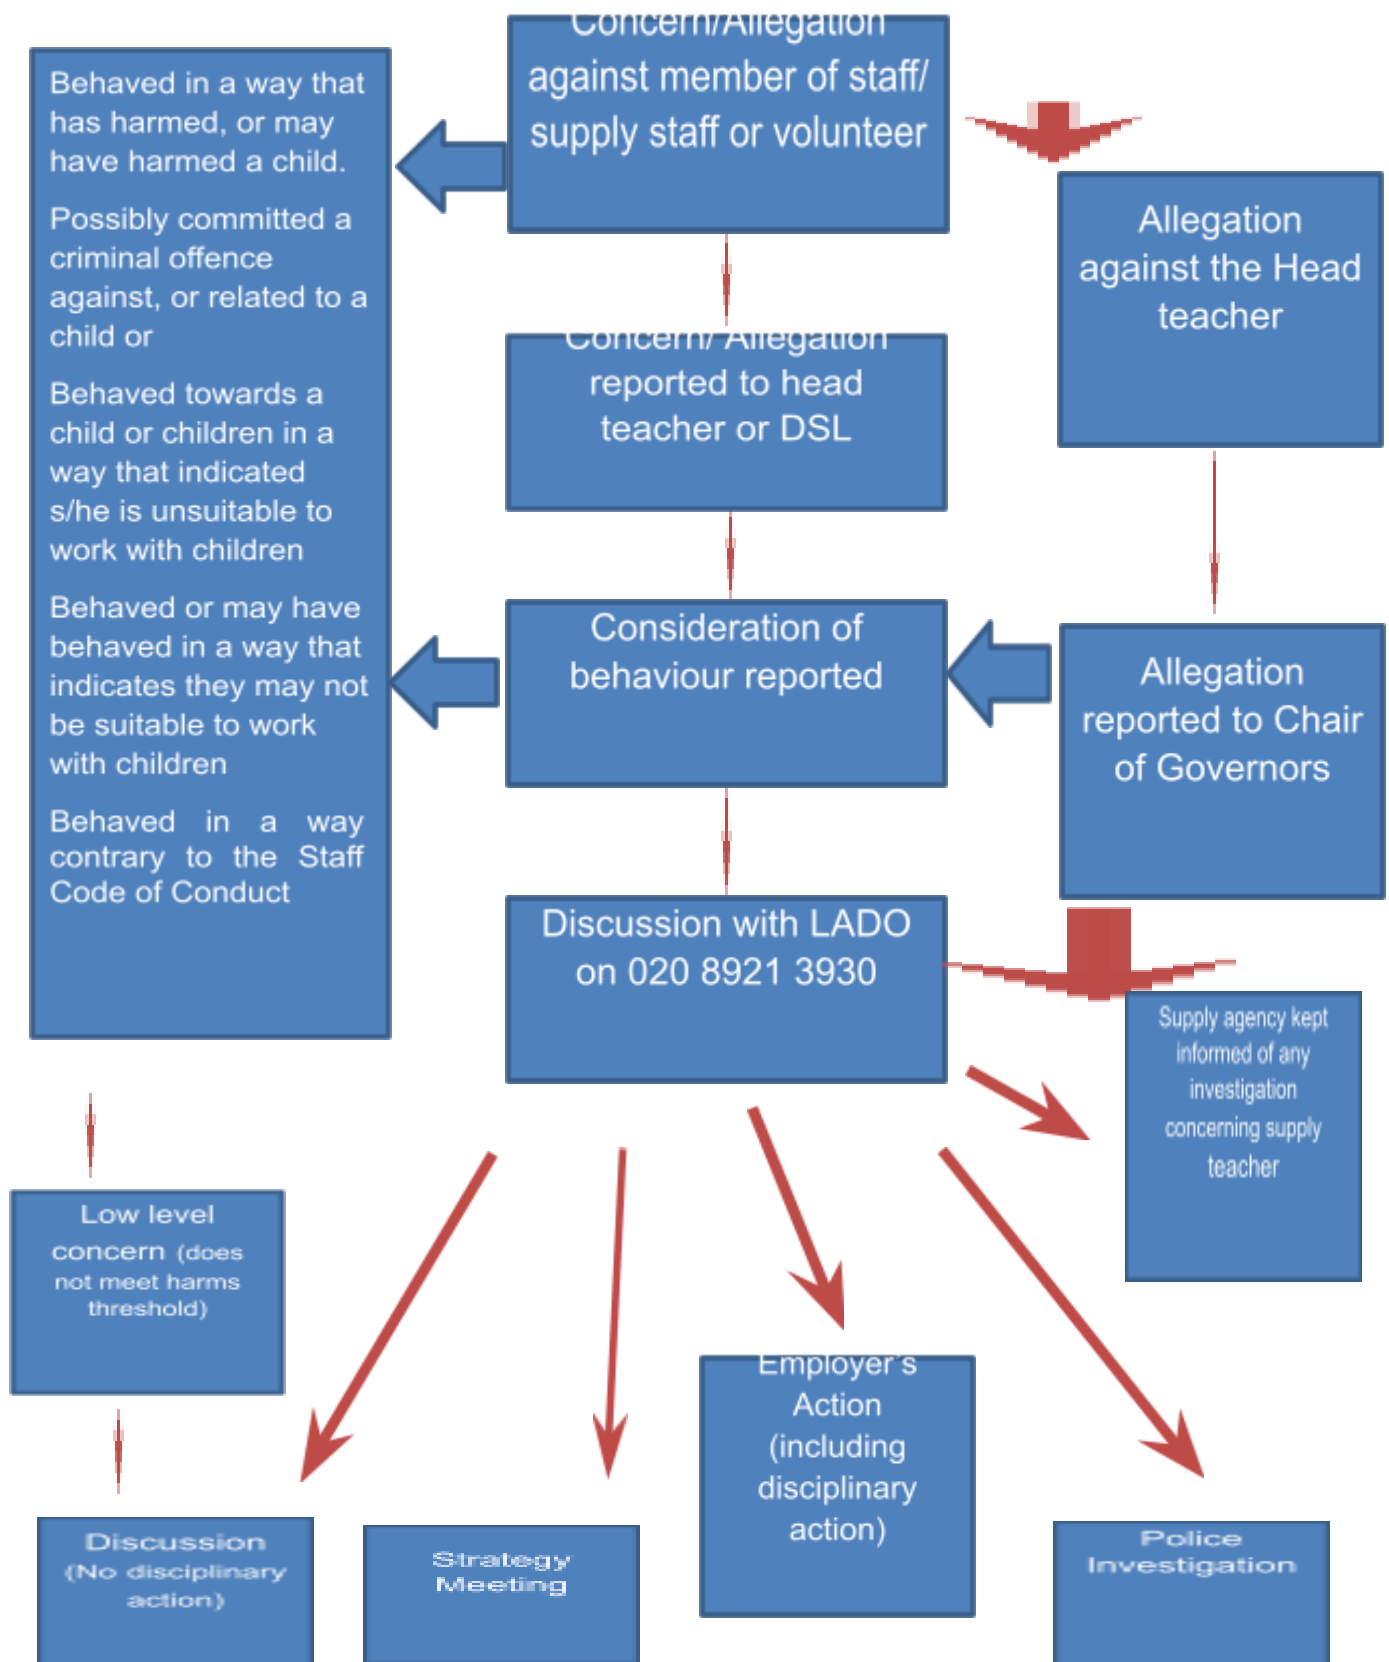 Concern/Allegation
against member of staff/
supply staff or volunteer
Behaved in a way that
has harmed, or may
have harmed a child.
Possibly committed a
criminal offence
against, or related to a
child or
Behaved towards a
child or children in a
way that indicated
s/he is unsuitable to
work with children
Behaved or may have
behaved in a way that
indicates they may not
be suitable to work
with children
Behaved in a way
contrary to the Staff
Code of Conduct
Allegation
against the Head
teacher
Concern/ Allegation
reported to head
teacher or DSL
Consideration of
behaviour reported
Allegation
reported to Chair
of Governors
Discussion with LADO
on 020 8921 3930
Supply agency kept
informed of any
investigation
concerning supply
teacher
Low level
concern (does
not meet harms
threshold)
Employer's
Action
(including
disciplinary
action)
Discussion
(No disciplinary
action)
Strategy
Meeting
Police
Investigation